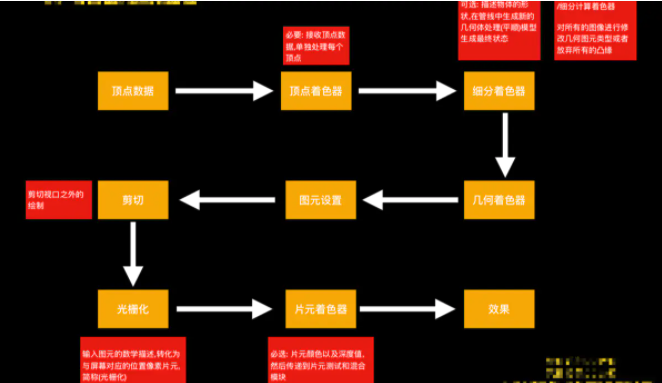 可选: 描述物体的形
状,在管线中生成新的
几何体处理(平顺)模型
生成最终状态
/细分计算着色器
对所有的图像进行修
改几何图元类型或者
放弃所有的凸缘
必要: 接收顶点数
据,单独处理每个
顶点
顶点数据
顶点着色器
细分着色器
剪切视口之外的
绘制
剪切
图元设置
几何着色器
光栅化
片元着色器
效果
输入图元的数学描述,转化为
与屏幕对应的位置像素片元,
简称(光栅化)
必选: 片元颜色以及深度值,
然后传递到片元测试和混合
模块